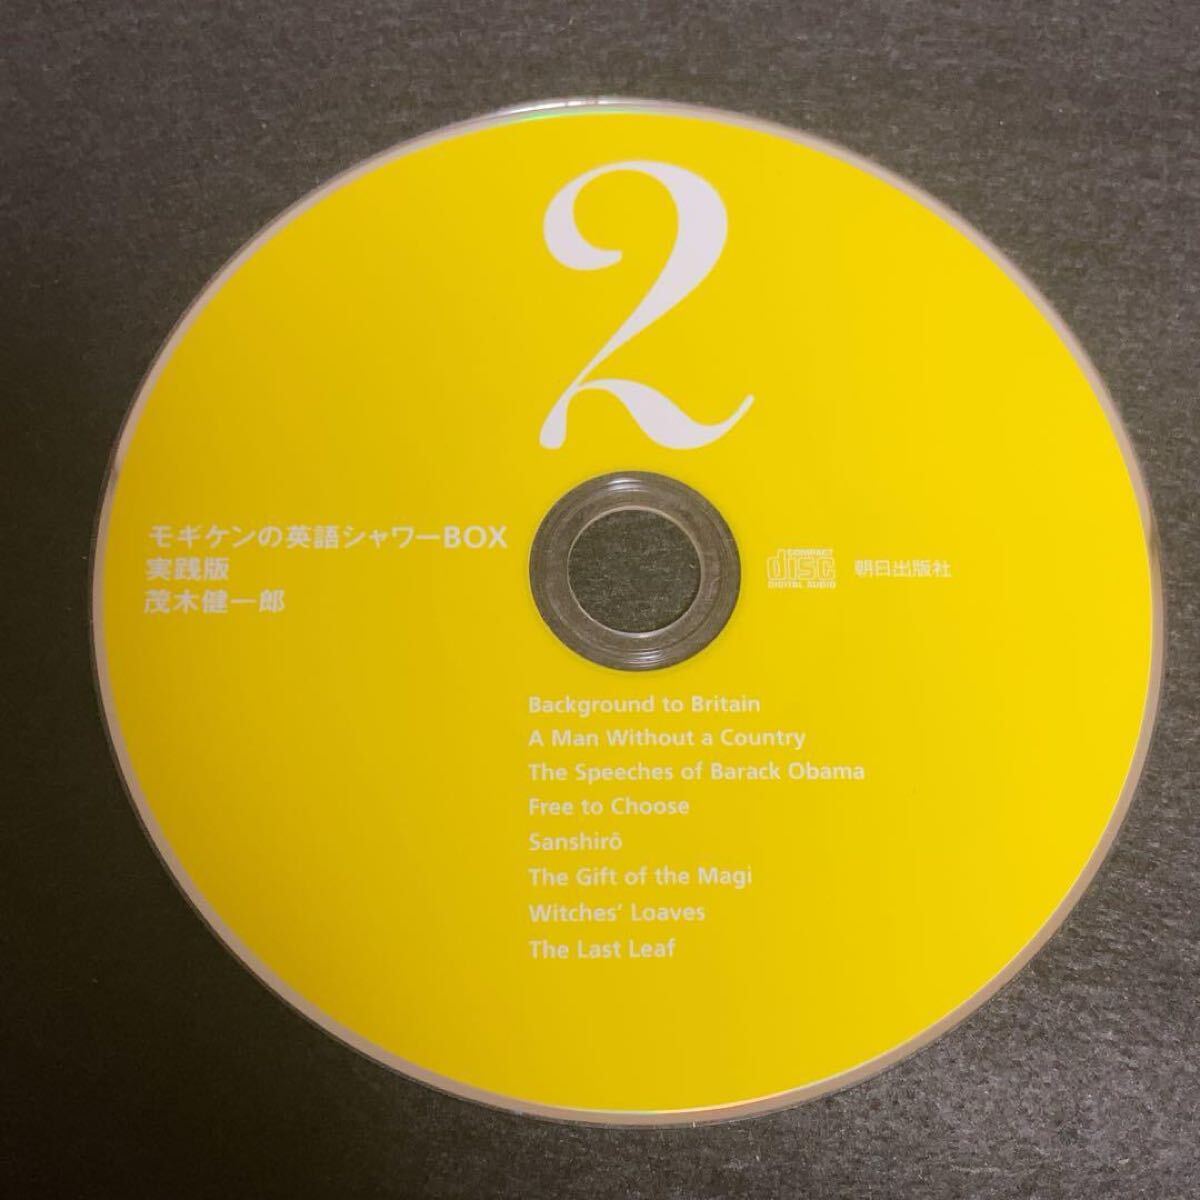 2
モギケンの英語シャワーBOX
実践版
茂木健一郎
COMPACT
disc
DIGITAL AUDIO
朝日出版社
Background to Britain
A Man Without a Country
The Speeches of Barack Obama
Free to Choose
Sanshirō
The Gift of the Magi
Witches' Loaves
The Last Leaf